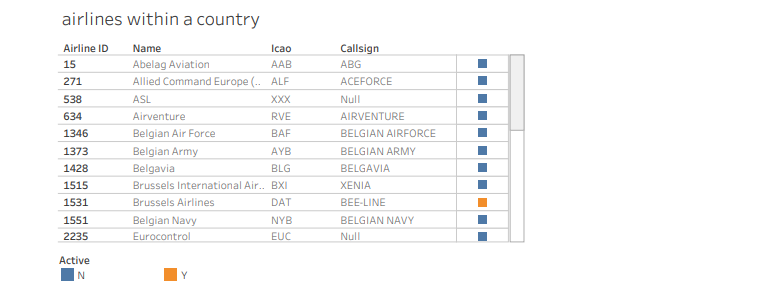 airlines within a country
Airline ID Name Icao Callsign
15 Abelag Aviation AAB ABG
271 Allied Command Europe (.. ALF ACEFORCE
538 ASL XXX Null
634 Airventure RVE AIRVENTURE
1346 Belgian Air Force BAF BELGIAN AIRFORCE
1373 Belgian Army AYB BELGIAN ARMY
1428 Belgavia BLG BELGAVIA
1515 Brussels International Air.. BXI XENIA
1531 Brussels Airlines DAT BEE-LINE
1551 Belgian Navy NYB BELGIAN NAVY
2235 Eurocontrol EUC Null
Active
N Y